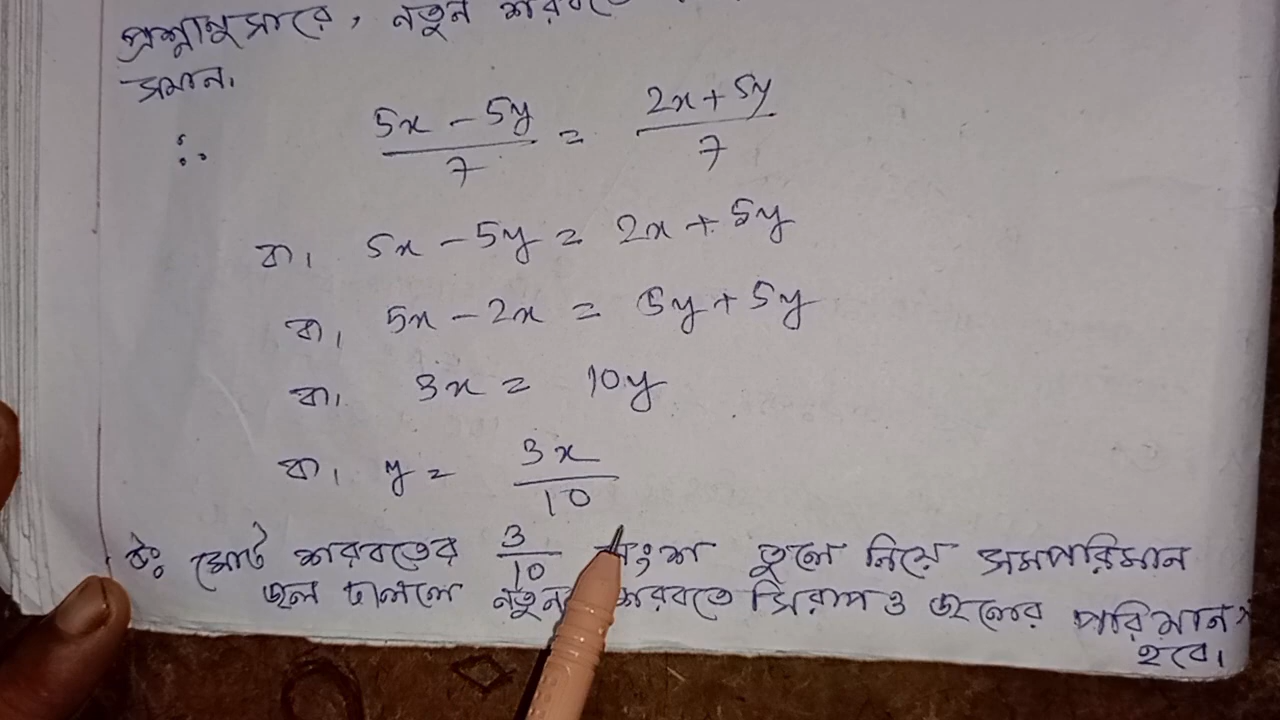 প্রশ্নানুসারে, নতুন শরবতে
সমান.
∴ (5x - 5y)/7 = (2x + 5y)/7
বা, 5x - 5y = 2x + 5y
বা, 5x - 2x = 5y + 5y
বা, 3x = 10y
বা, y = 3x/10
উঃ মোট শরবতের 3/10 অংশ তুলে নিয়ে সমপরিমান
জল ঢাললে নতুন শরবতে সিরাপ ও জলের পরিমান
হবে।